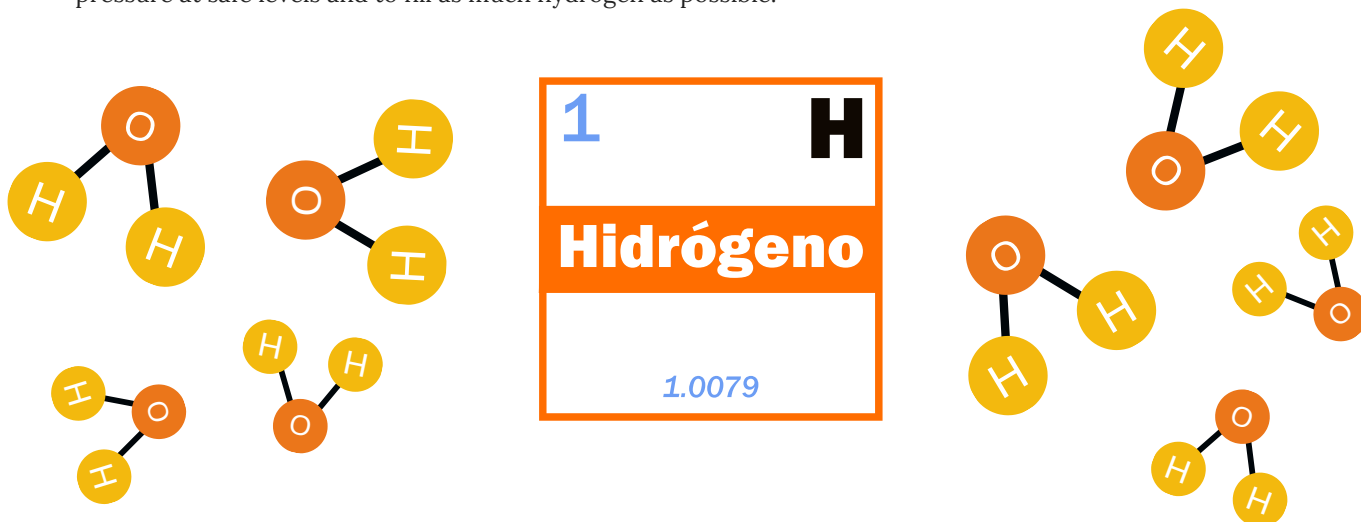 pressure at safe levels and to fill as much hydrogen as possible.
O
H
H
H
O
H
H
O
H
H
H
O
1
H
Hidrógeno
1.0079
H
H
O
O
H
H
H
H
O
O
H
H